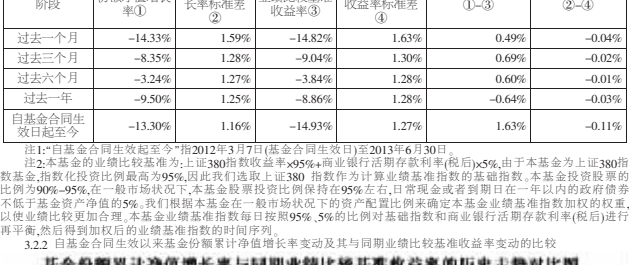 阶段 率① 长率标准差② 收益率③ 收益率标准差④ ①-③ ②-④
过去一个月 -14.33% 1.59% -14.82% 1.63% 0.49% -0.04%
过去三个月 -8.35% 1.28% -9.04% 1.30% 0.69% -0.02%
过去六个月 -3.24% 1.27% -3.84% 1.28% 0.60% -0.01%
过去一年 -9.50% 1.25% -8.86% 1.28% -0.64% -0.03%
自基金合同生效日起至今 -13.30% 1.16% -14.93% 1.27% 1.63% -0.11%
注1:“自基金合同生效起至今”指2012年3月7日(基金合同生效日)至2013年6月30日。
注2:本基金的业绩比较基准为:上证380指数收益率×95%+商业银行活期存款利率(税后)×5%,由于本基金为上证380指
数基金,指数化投资比例最高为95%,因此我们选取上证380 指数作为计算业绩基准指数的基础指数。本基金投资股票的
比例为90%-95%,在一般市场状况下,本基金股票投资比例保持在95%左右,日常现金或者到期日在一年以内的政府债券
不低于基金资产净值的5%。我们根据本基金在一般市场状况下的资产配置比例来确定本基金业绩基准指数加权的权重,
以使业绩比较更加合理。本基金业绩基准指数每日按照95%、5%的比例对基础指数和商业银行活期存款利率(税后)进行
再平衡,然后得到加权后的业绩基准指数的时间序列。
3.2.2 自基金合同生效以来基金份额累计净值增长率变动及其与同期业绩比较基准收益率变动的比较
基金份额累计净值增长率与同期业绩比较基准收益率的历史走势对比图